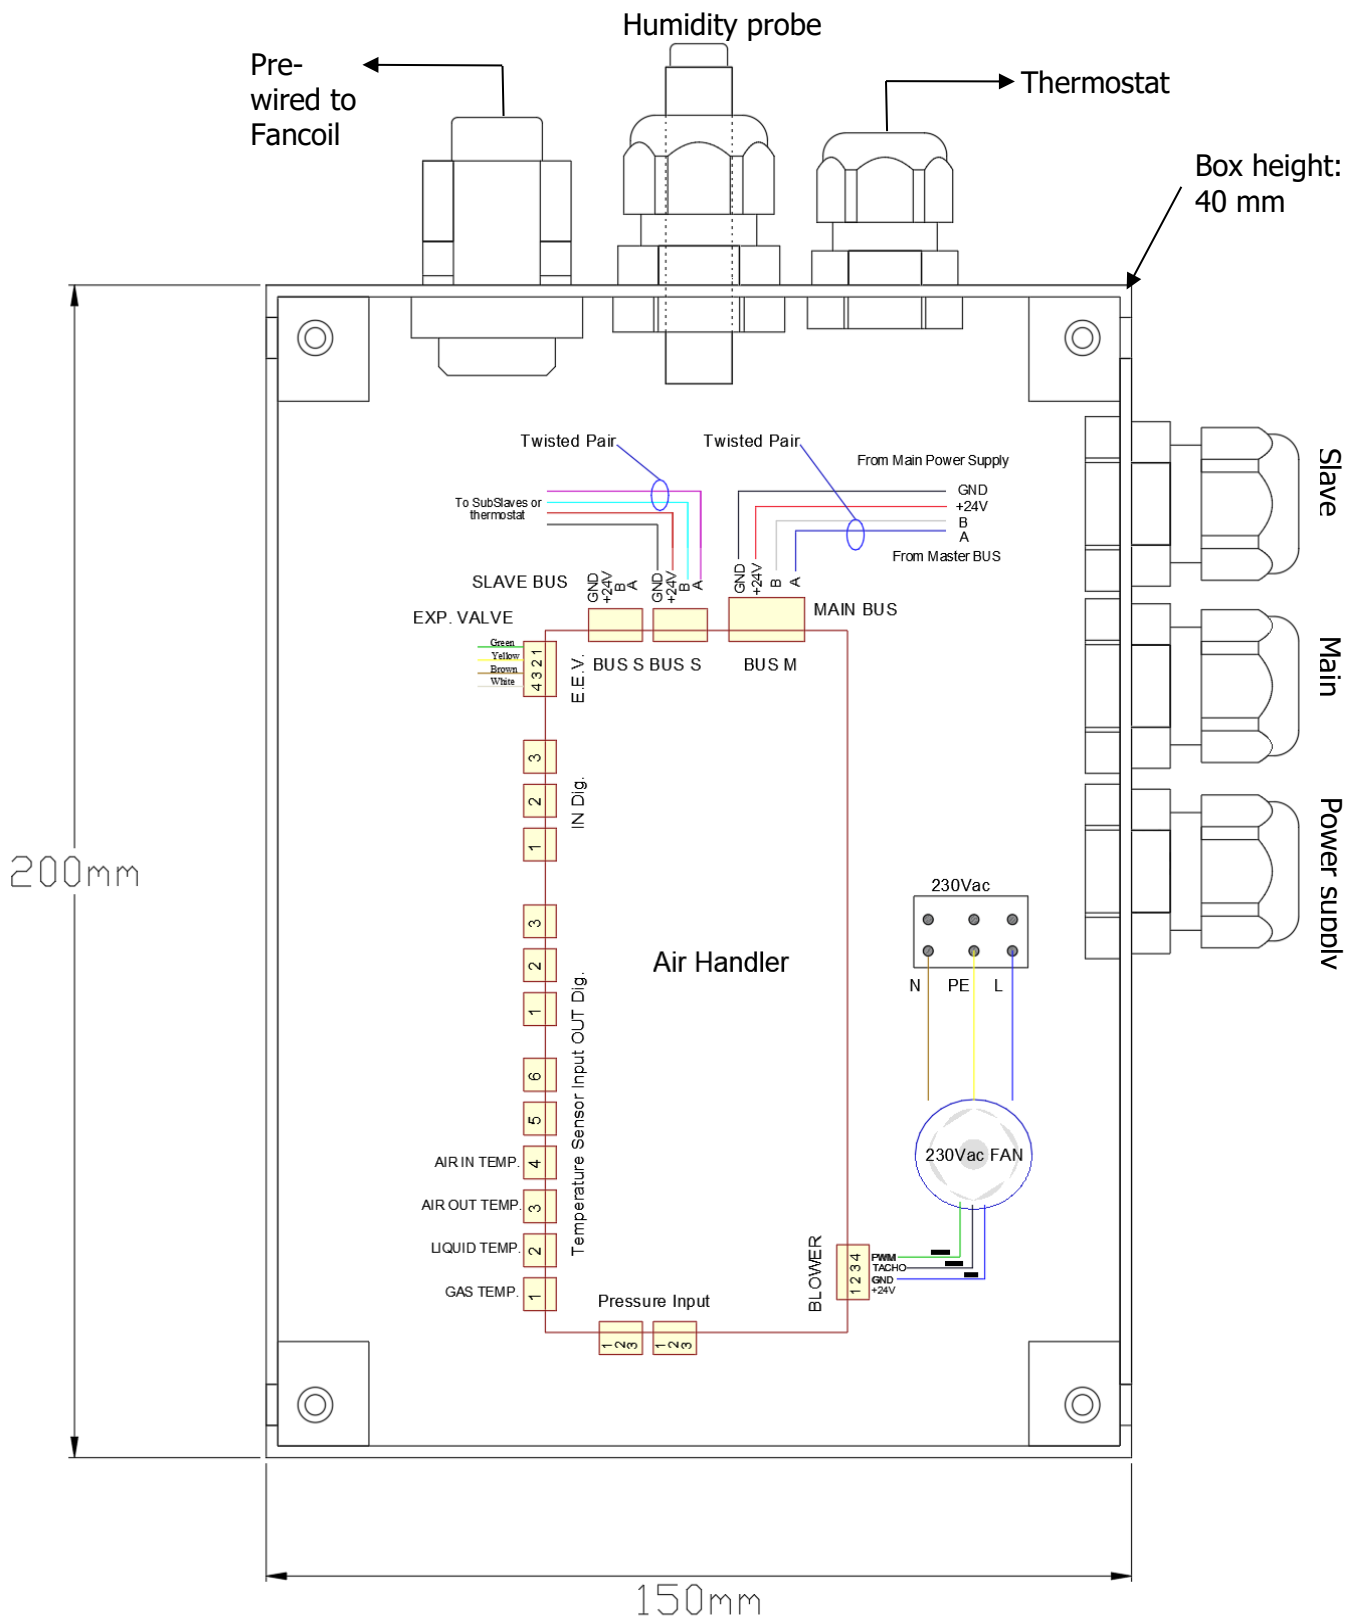 Humidity probe
Pre-
wired to
Fancoil
Thermostat
Box height:
40 mm
Twisted Pair
Twisted Pair
From Main Power Supply
To SubSlaves or
thermostat
GND
+24V
B
A
From Master BUS
SLAVE BUS
GND
+24V
B
A
GND
+24V
B
A
GND
+24V
B
A
MAIN BUS
EXP. VALVE
BUS S
BUS S
BUS M
Green
Yellow
Brown
White
4 3 2 1
E.E.V.
Slave
Main
Power supply
3
2
1
IN Dig.
3
2
1
OUT Dig.
6
5
4
3
2
1
Temperature Sensor Input
AIR IN TEMP.
AIR OUT TEMP.
LIQUID TEMP.
GAS TEMP.
Air Handler
230Vac
N
PE
L
230Vac FAN
BLOWER
1 2 3 4
PWM
TACHO
GND
+24V
Pressure Input
1 2 3
1 2 3
200mm
150mm